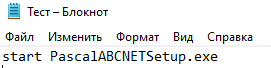 Тест – Блокнот
Файл Изменить Формат Вид Справка
start PascalABCNETSetup.exe